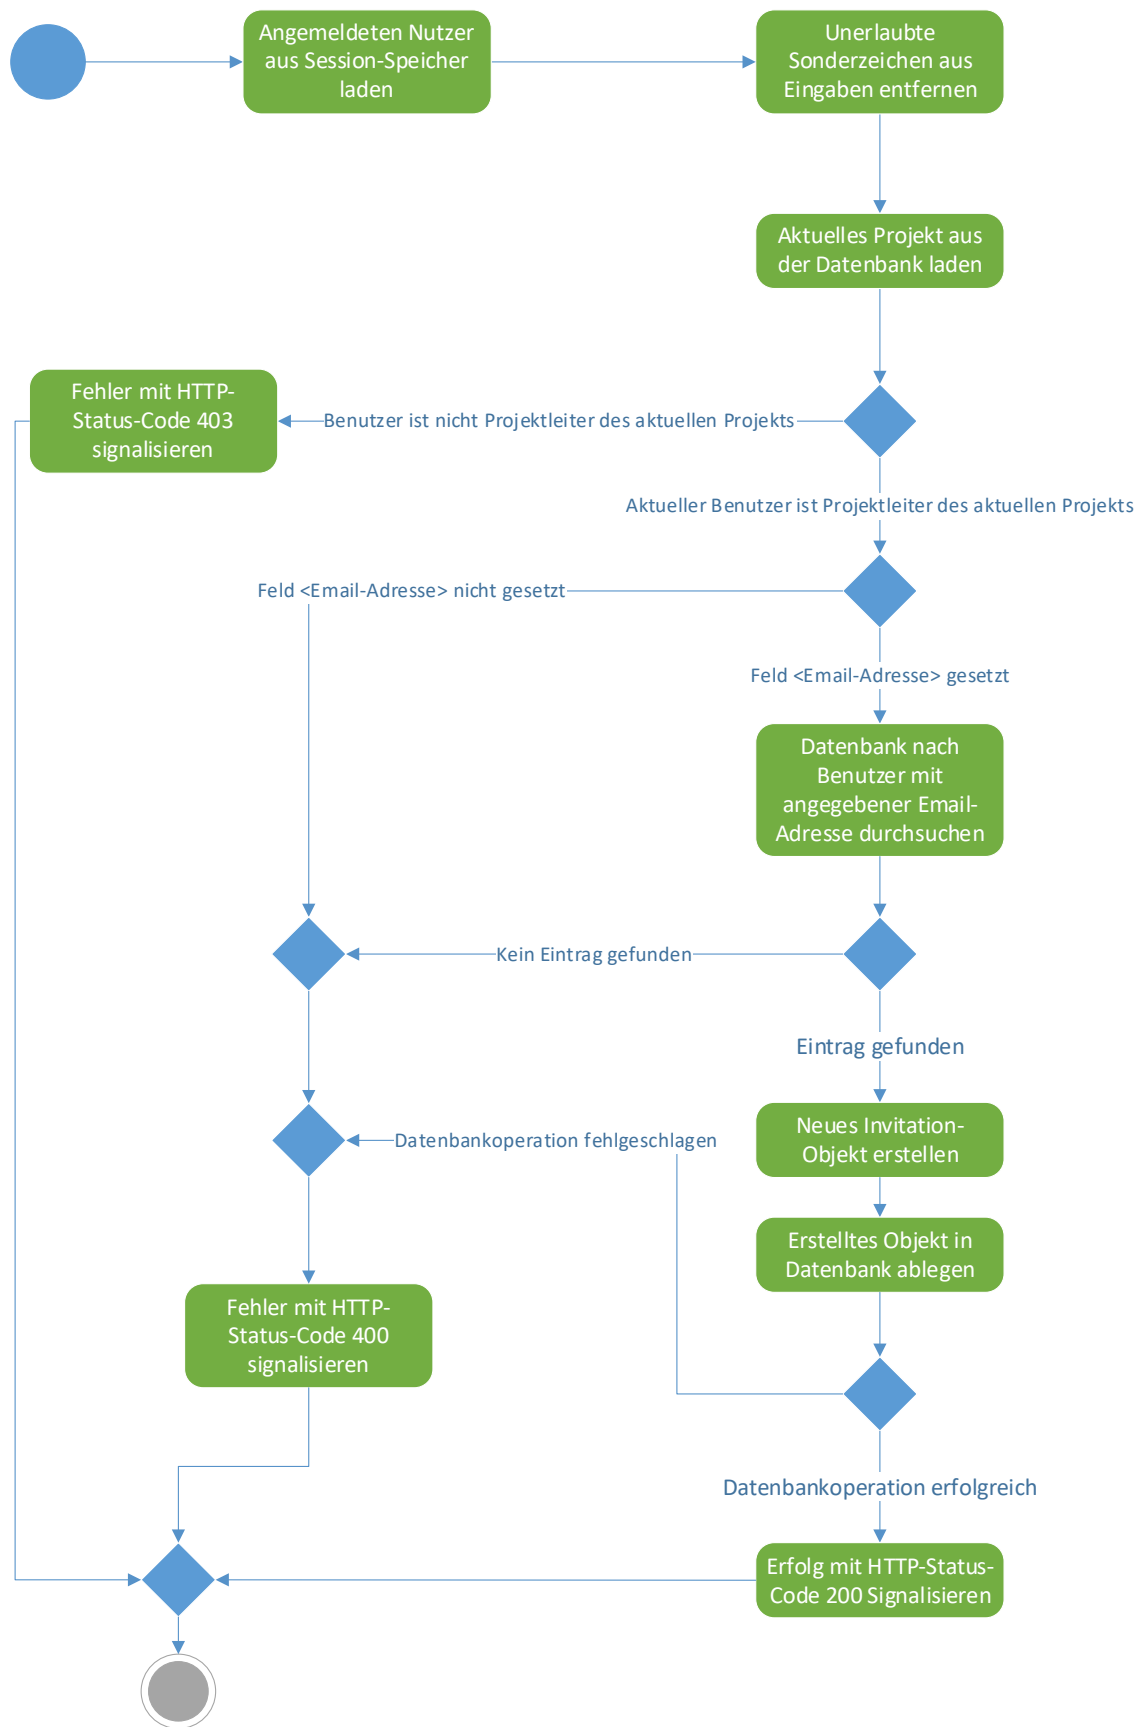 Angemeldeten Nutzer
aus Session-Speicher
laden
Unerlaubte
Sonderzeichen aus
Eingaben entfernen
Aktuelles Projekt aus
der Datenbank laden
Fehler mit HTTP-
Status-Code 403
signalisieren
Benutzer ist nicht Projektleiter des aktuellen Projekts
Aktueller Benutzer ist Projektleiter des aktuellen Projekts
Feld <Email-Adresse> nicht gesetzt
Feld <Email-Adresse> gesetzt
Datenbank nach
Benutzer mit
angegebener Email-
Adresse durchsuchen
Kein Eintrag gefunden
Eintrag gefunden
Neues Invitation-
Objekt erstellen
Datenbankoperation fehlgeschlagen
Erstelltes Objekt in
Datenbank ablegen
Fehler mit HTTP-
Status-Code 400
signalisieren
Datenbankoperation erfolgreich
Erfolg mit HTTP-Status-
Code 200 Signalisieren